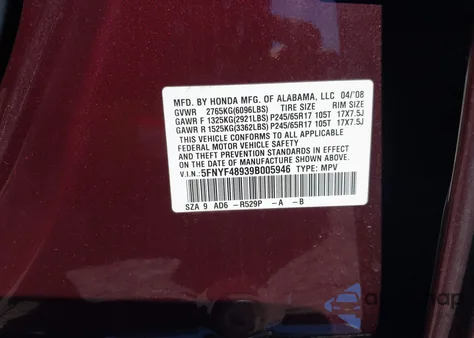 MFD. BY HONDA MFG. OF ALABAMA, LLC 04/'08
GVWR 2765KG(6096LBS) TIRE SIZE RIM SIZE
GAWR F 1325KG(2921LBS) P245/65R17 105T 17X7.5J
GAWR R 1525KG(3362LBS) P245/65R17 105T 17X7.5J
THIS VEHICLE CONFORMS TO ALL APPLICABLE
FEDERAL MOTOR VEHICLE SAFETY, BUMPER, AND
THEFT PREVENTION STANDARDS IN EFFECT ON
THE DATE OF MANUFACTURE SHOWN ABOVE.
V.I.N.: 5FNYF48939B005946 TYPE: MPV
SZA 9 AD6 -R529P -A -B